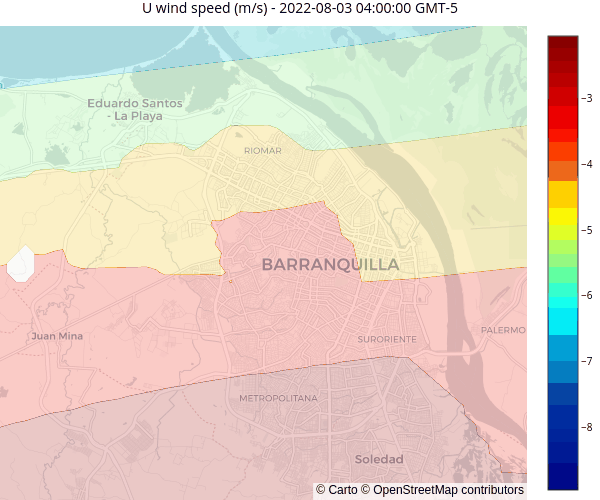 U wind speed (m/s) - 2022-08-03 04:00:00 GMT-5
Eduardo Santos
- La Playa
RIOMAR
BARRANQUILLA
Juan Mina
SURORIENTE
PALERMO
METROPOLITANA
Soledad
© Carto © OpenStreetMap contributors
−3
−4
−5
−6
−7
−8